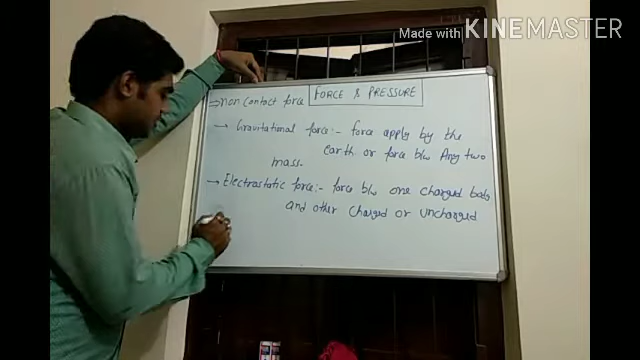 Made with KINEMASTER
FORCE & PRESSURE
→ non contact force
→ Gravitational force:- force apply by the
earth or force b/w Any two
mass.
→ Electrostatic force:- force b/w one charged body
and other charged or uncharged